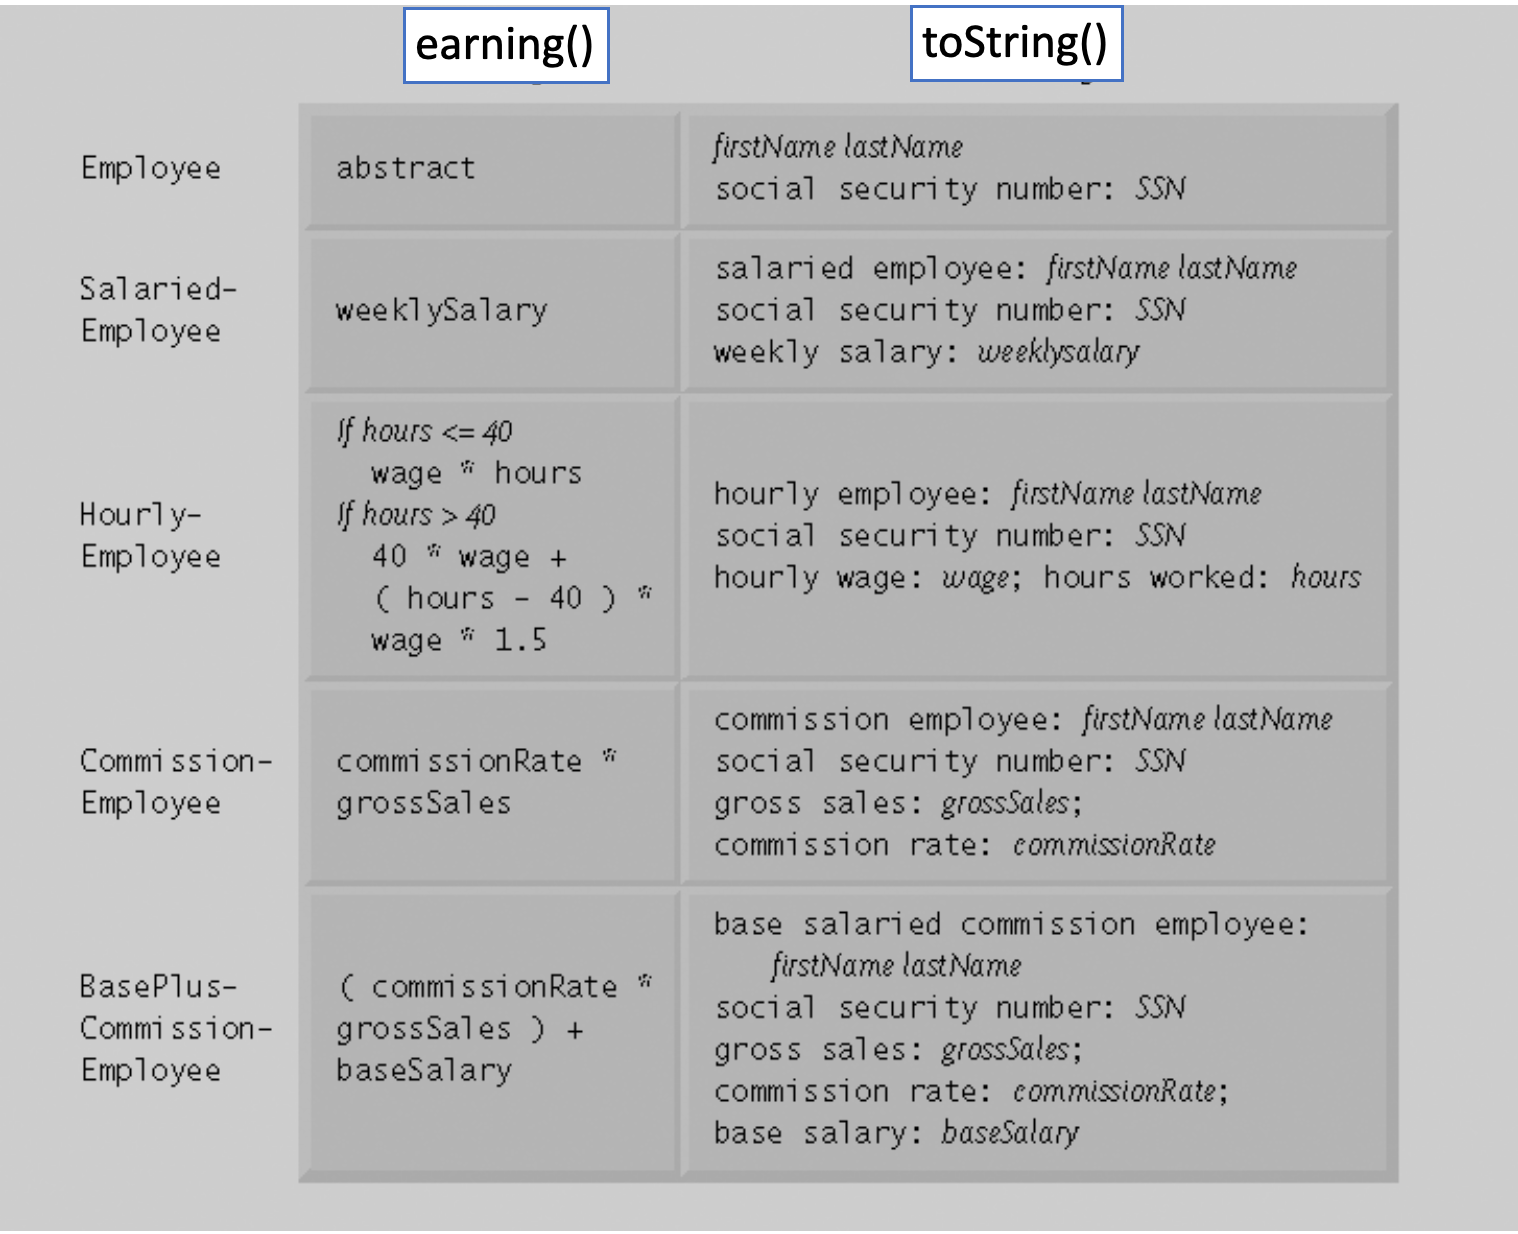 earning()
toString()
Employee
abstract
firstName lastName
social security number: SSN
Salaried-
Employee
weeklySalary
salaried employee: firstName lastName
social security number: SSN
weekly salary: weeklysalary
Hourly-
Employee
If hours <= 40
wage * hours
If hours > 40
40 * wage +
( hours - 40 ) *
wage * 1.5
hourly employee: firstName lastName
social security number: SSN
hourly wage: wage; hours worked: hours
Commission-
Employee
commissionRate *
grossSales
commission employee: firstName lastName
social security number: SSN
gross sales: grossSales;
commission rate: commissionRate
BasePlus-
Commission-
Employee
( commissionRate *
grossSales ) +
baseSalary
base salaried commission employee:
firstName lastName
social security number: SSN
gross sales: grossSales;
commission rate: commissionRate;
base salary: baseSalary